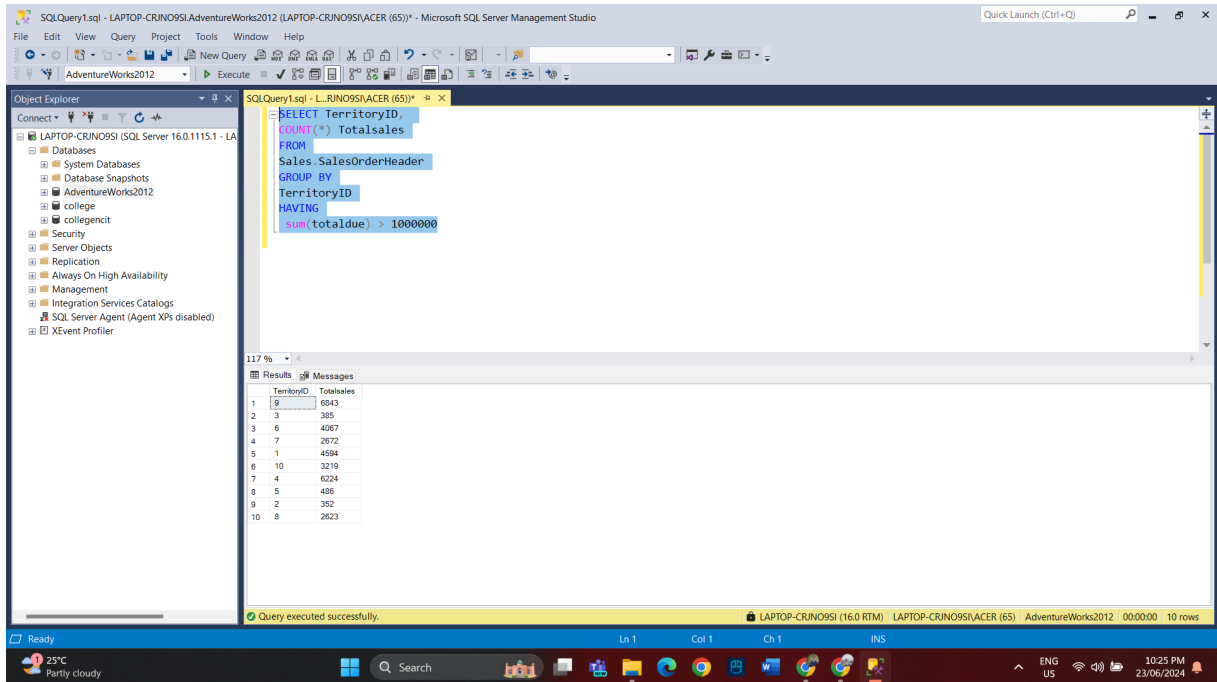 SQLQuery1.sql - LAPTOP-CRJNO9SI.AdventureWorks2012 (LAPTOP-CRJNO9SI\ACER (65))* - Microsoft SQL Server Management Studio
Quick Launch (Ctrl+Q)
File Edit View Query Project Tools Window Help
New Query
AdventureWorks2012
Execute
Object Explorer
SQLQuery1.sql - L...RJNO9SI\ACER (65))*
Connect
LAPTOP-CRJNO9SI (SQL Server 16.0.1115.1 - LA
Databases
System Databases
Database Snapshots
AdventureWorks2012
college
collegencit
Security
Server Objects
Replication
Always On High Availability
Management
Integration Services Catalogs
SQL Server Agent (Agent XPs disabled)
XEvent Profiler
SELECT TerritoryID,
COUNT(*) Totalsales
FROM
Sales.SalesOrderHeader
GROUP BY
TerritoryID
HAVING
sum(totaldue) > 1000000
117 %
Results Messages
TerritoryID Totalsales
1 9 6843
2 3 385
3 6 4067
4 7 2672
5 1 4594
6 10 3219
7 4 6224
8 5 486
9 2 352
10 8 2623
Query executed successfully.
LAPTOP-CRJNO9SI (16.0 RTM) LAPTOP-CRJNO9SI\ACER (65) AdventureWorks2012 00:00:00 10 rows
Ready
Ln 1 Col 1 Ch 1 INS
1
25°C
Partly cloudy
Search
ENG
US
10:25 PM
23/06/2024